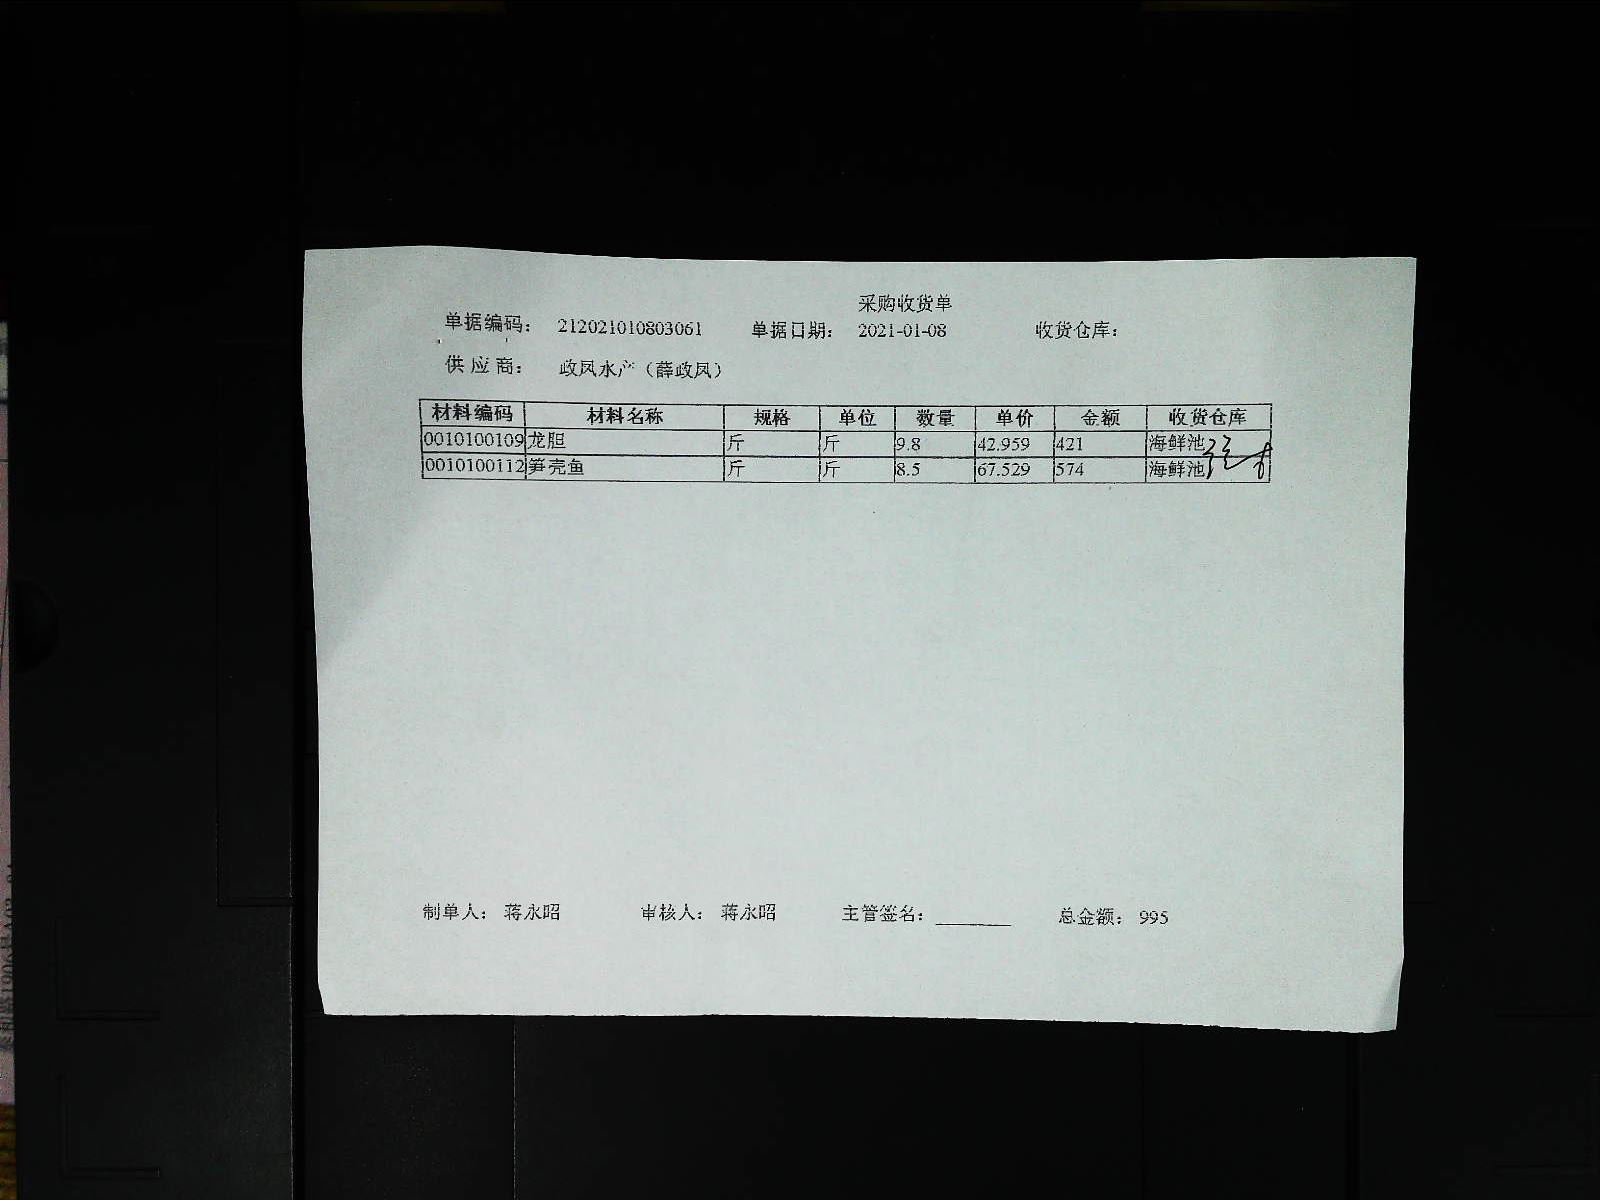 采购收货单
单据编码： 212021010803061 单据日期： 2021-01-08 收货仓库：
供应商： 政凤水产（薛政凤）
材料编码 材料名称 规格 单位 数量 单价 金额 收货仓库
0010100109 龙胆 斤 斤 9.8 42.959 421 海鲜池
0010100112 笋壳鱼 斤 斤 8.5 67.529 574 海鲜池
制单人： 蒋永昭 审核人： 蒋永昭 主管签名： 总金额： 995